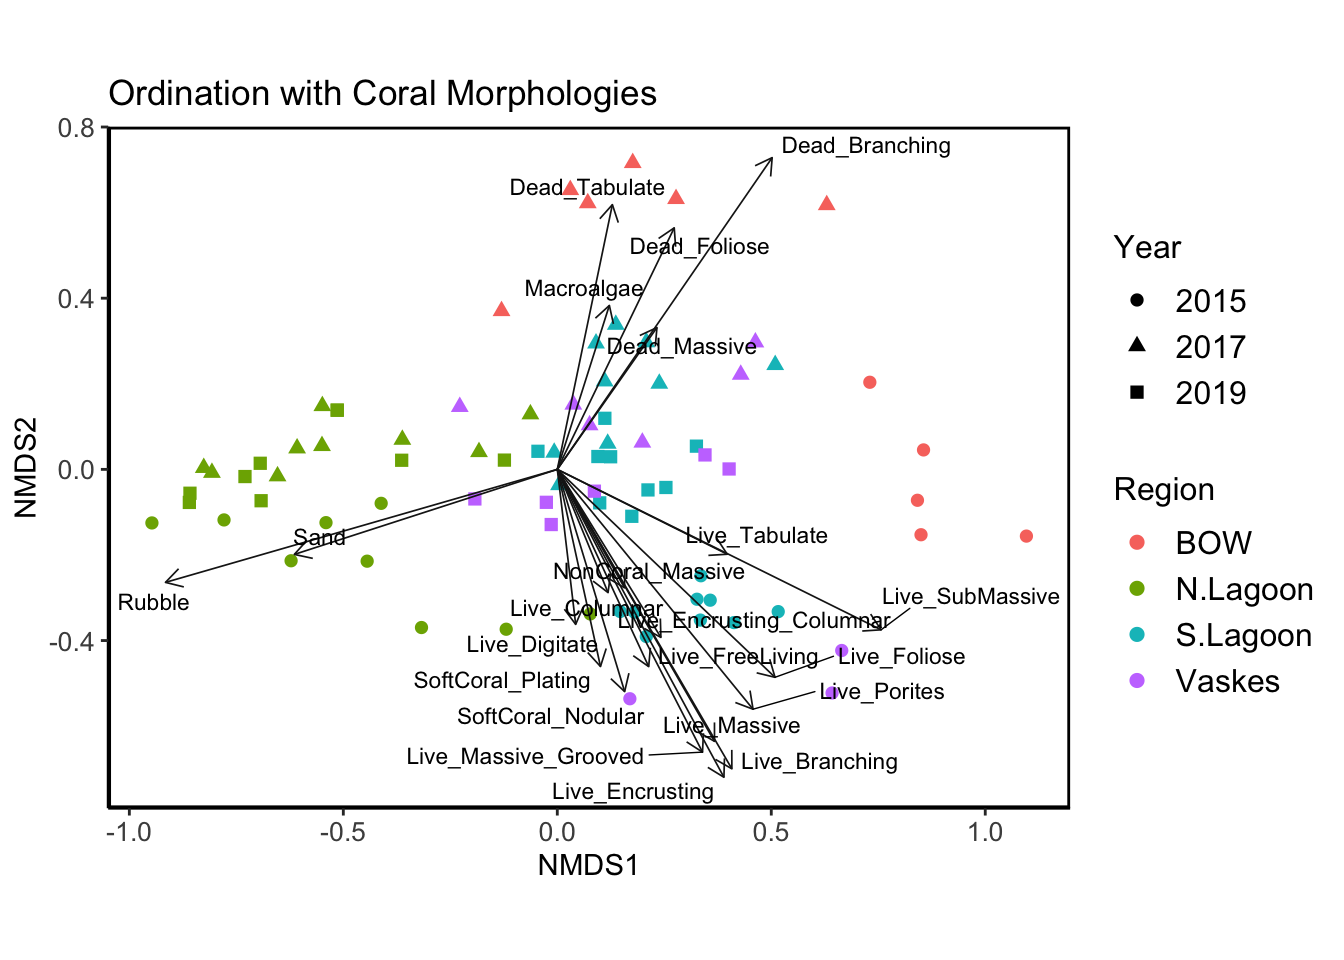 Ordination with Coral Morphologies
0.8
0.4
0.0
-0.4
NMDS2
Dead_Branching
Dead_Tabulate
Dead_Foliose
Macroalgae
Dead_Massive
Sand
Rubble
Live_Tabulate
NonCoral_Massive
Live_SubMassive
Live_Columnar
Live_Encrusting_Columnar
Live_Digitate
Live_FreeLiving
Live_Foliose
SoftCoral_Plating
Live_Porites
SoftCoral_Nodular
Live_Massive
Live_Massive_Grooved
Live_Branching
Live_Encrusting
-1.0
-0.5
0.0
0.5
1.0
NMDS1
Year
2015
2017
2019
Region
BOW
N.Lagoon
S.Lagoon
Vaskes